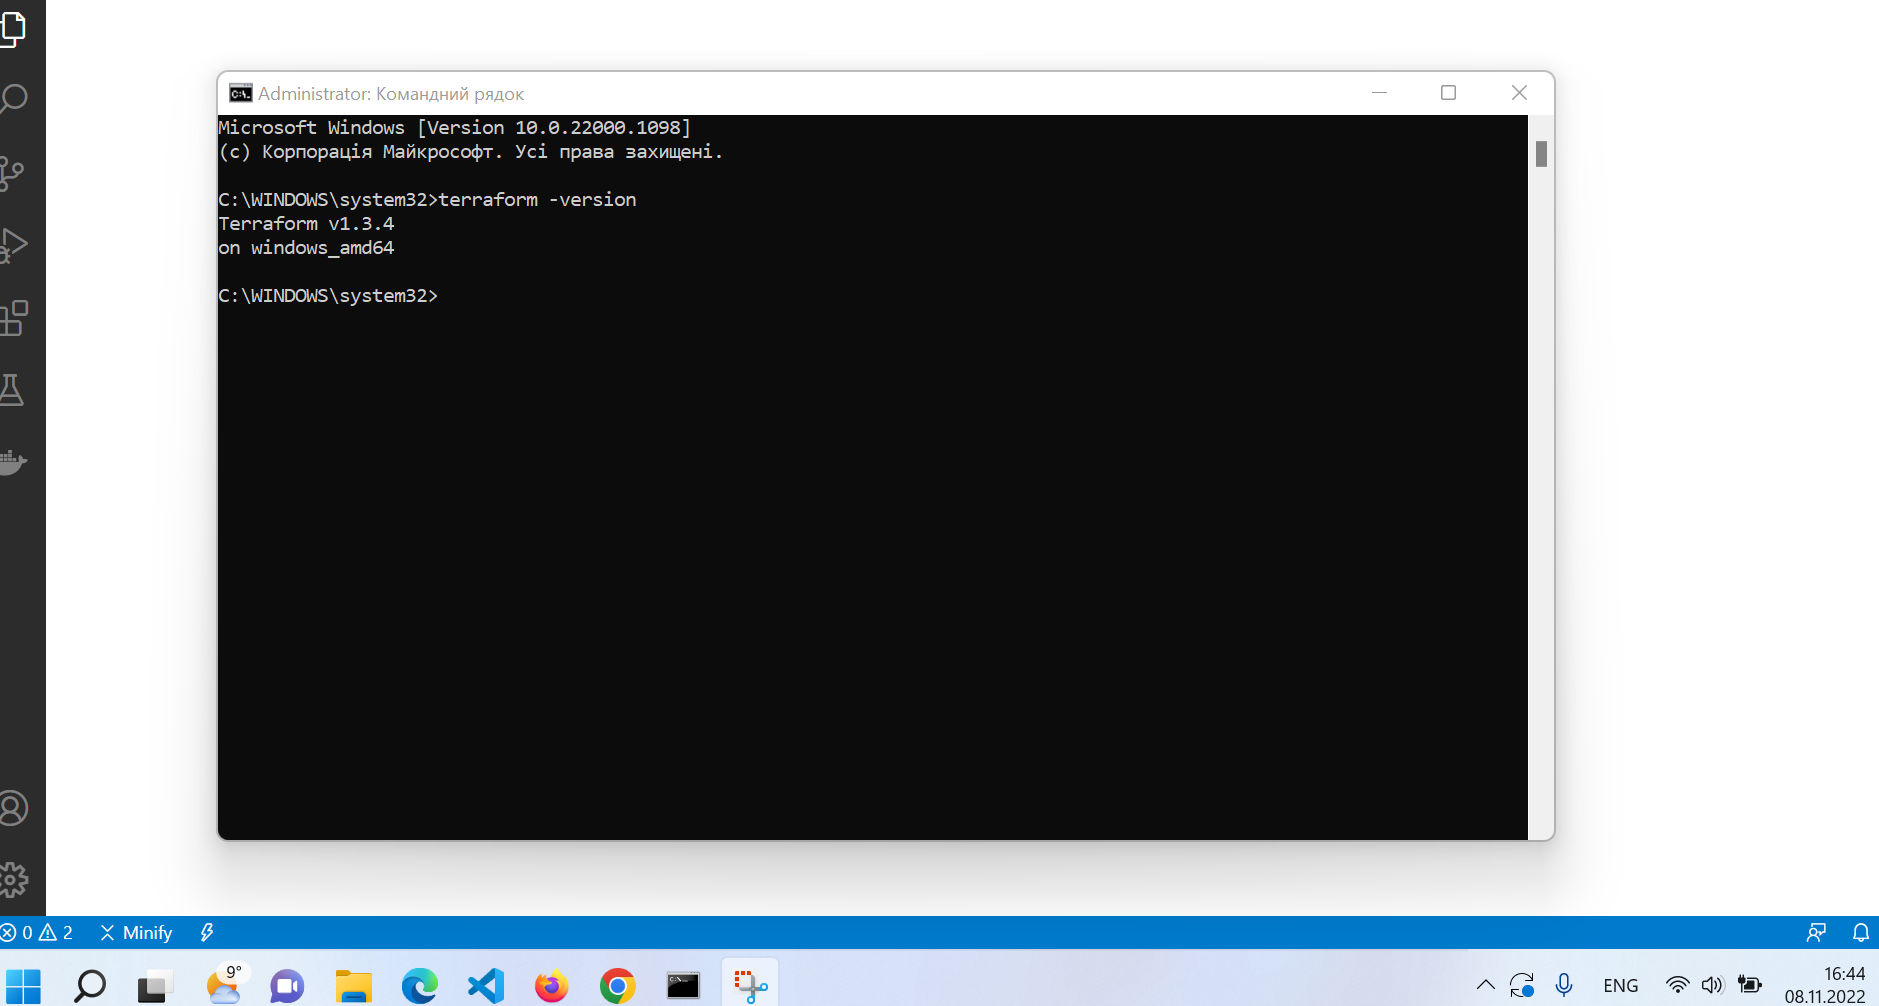 Administrator: Командний рядок
Microsoft Windows [Version 10.0.22000.1098]
(c) Корпорація Майкрософт. Усі права захищені.
C:\WINDOWS\system32>terraform -version
Terraform v1.3.4
on windows_amd64
C:\WINDOWS\system32>
0 2 Minify
9°
ENG
16:44
08.11.2022